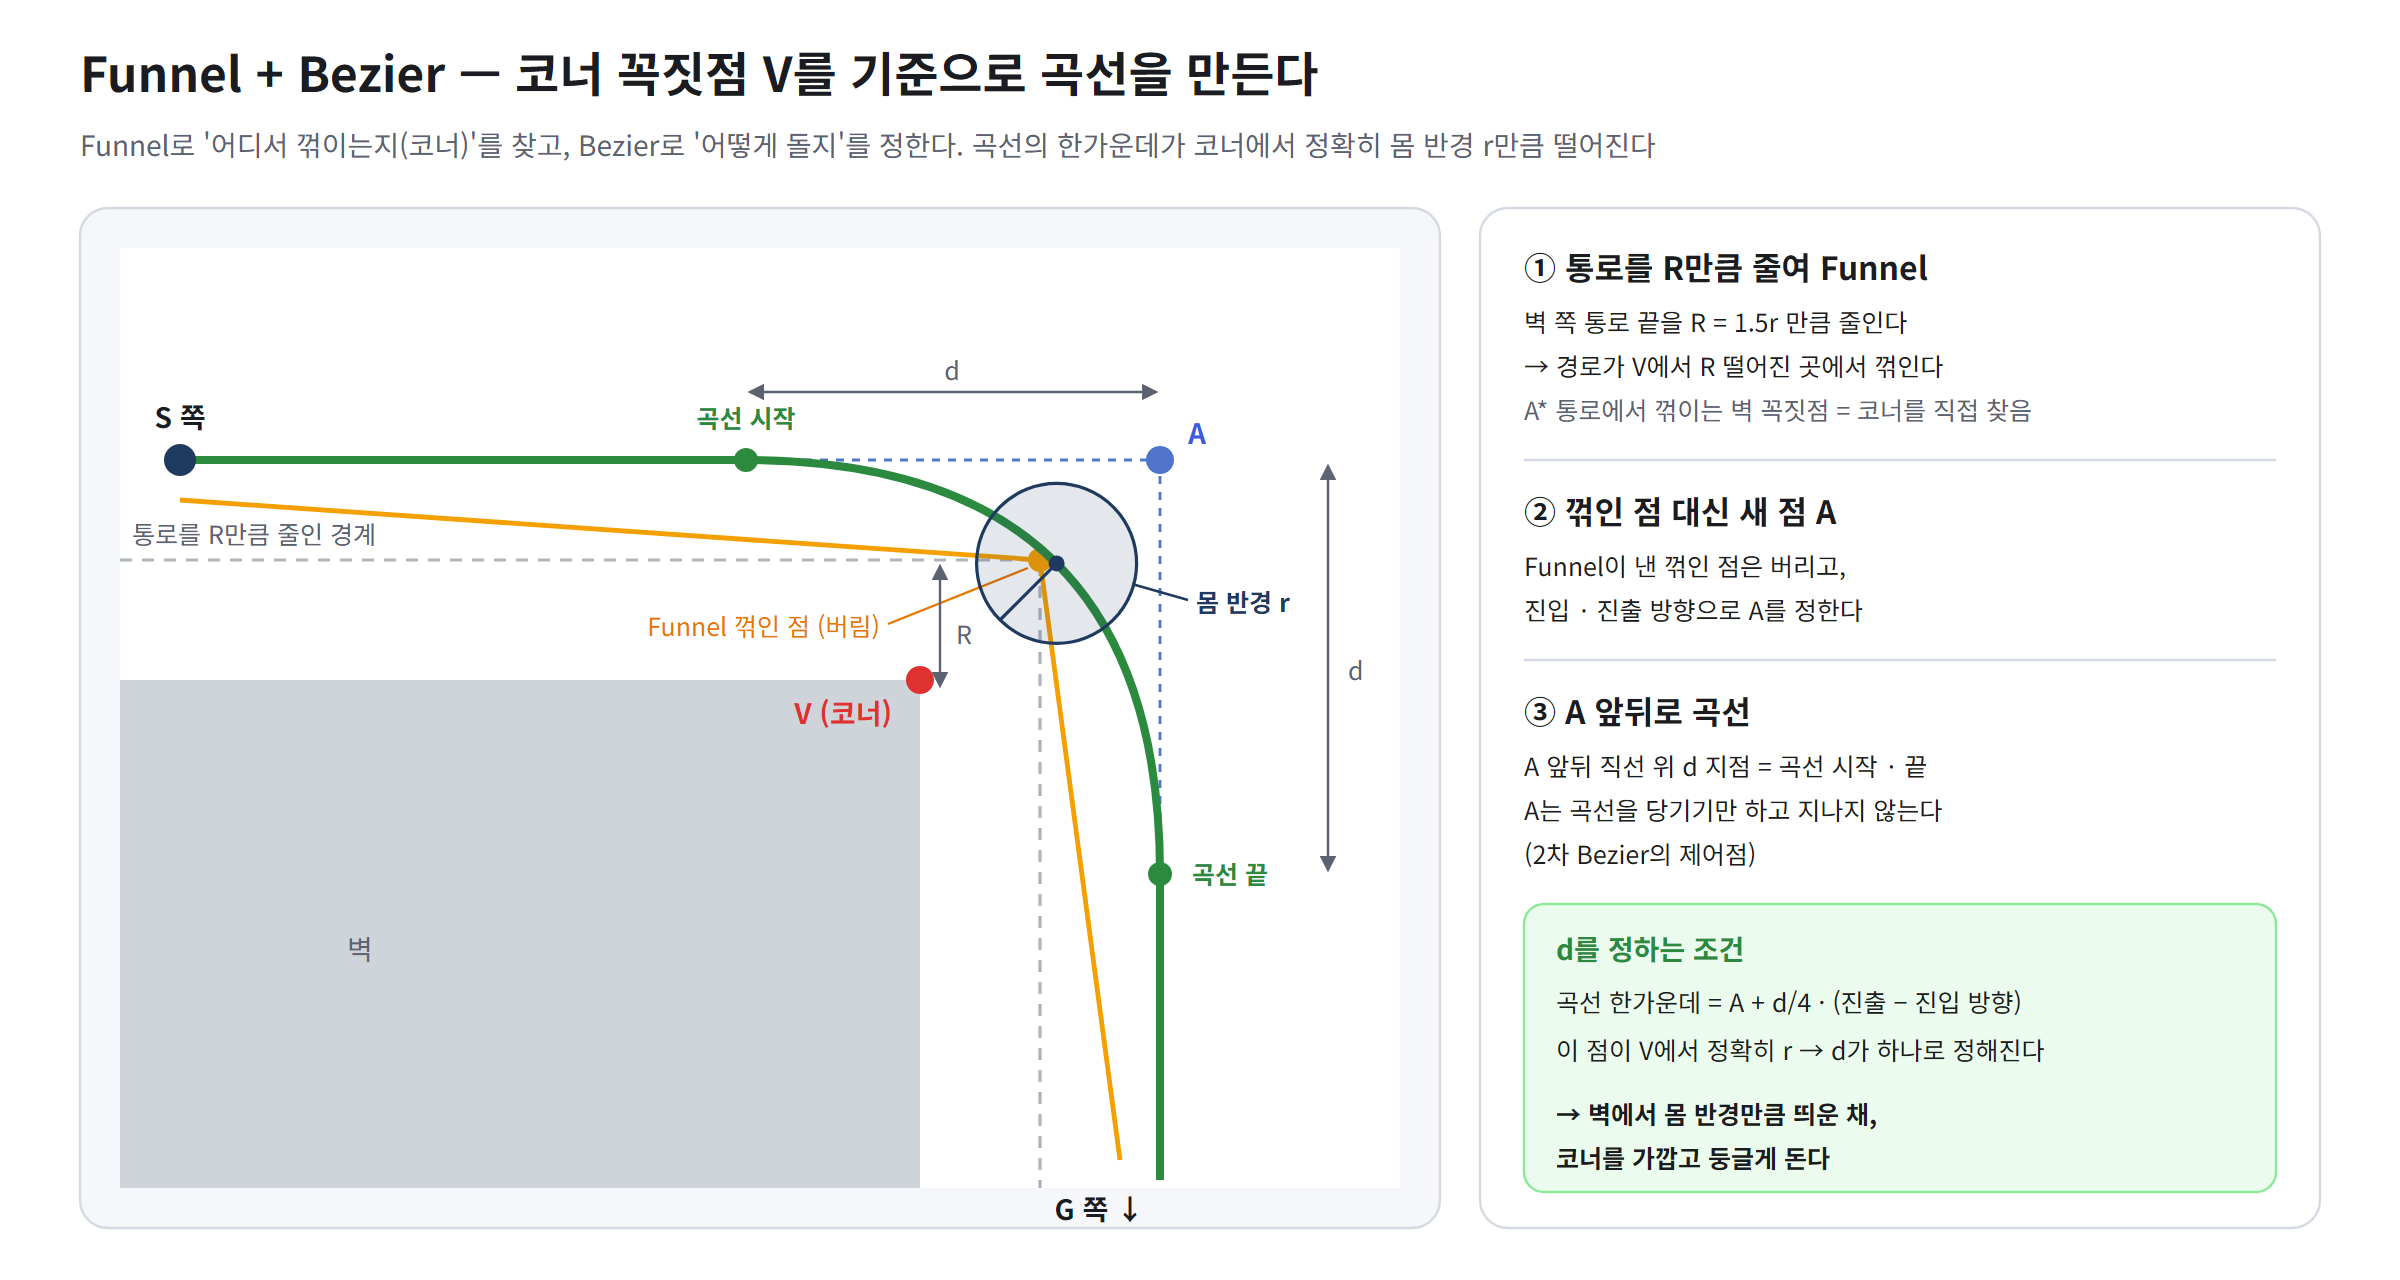 Funnel + Bezier — 코너 꼭짓점 V를 기준으로 곡선을 만든다
Funnel로 '어디서 꺾이는지(코너)'를 찾고, Bezier로 '어떻게 돌지'를 정한다. 곡선의 한가운데가 코너에서 정확히 몸 반경 r만큼 떨어진다
d
S 쪽
곡선 시작
A
통로를 R만큼 줄인 경계
몸 반경 r
Funnel 꺾인 점 (버림)
R
d
V (코너)
곡선 끝
벽
G 쪽 ↓
① 통로를 R만큼 줄여 Funnel
벽 쪽 통로 끝을 R = 1.5r 만큼 줄인다
→ 경로가 V에서 R 떨어진 곳에서 꺾인다
A* 통로에서 꺾이는 벽 꼭짓점 = 코너를 직접 찾음
② 꺾인 점 대신 새 점 A
Funnel이 낸 꺾인 점은 버리고,
진입 · 진출 방향으로 A를 정한다
③ A 앞뒤로 곡선
A 앞뒤 직선 위 d 지점 = 곡선 시작 · 끝
A는 곡선을 당기기만 하고 지나지 않는다
(2차 Bezier의 제어점)
d를 정하는 조건
곡선 한가운데 = A + d/4 · (진출 − 진입 방향)
이 점이 V에서 정확히 r → d가 하나로 정해진다
→ 벽에서 몸 반경만큼 띄운 채,
코너를 가깝고 둥글게 돈다